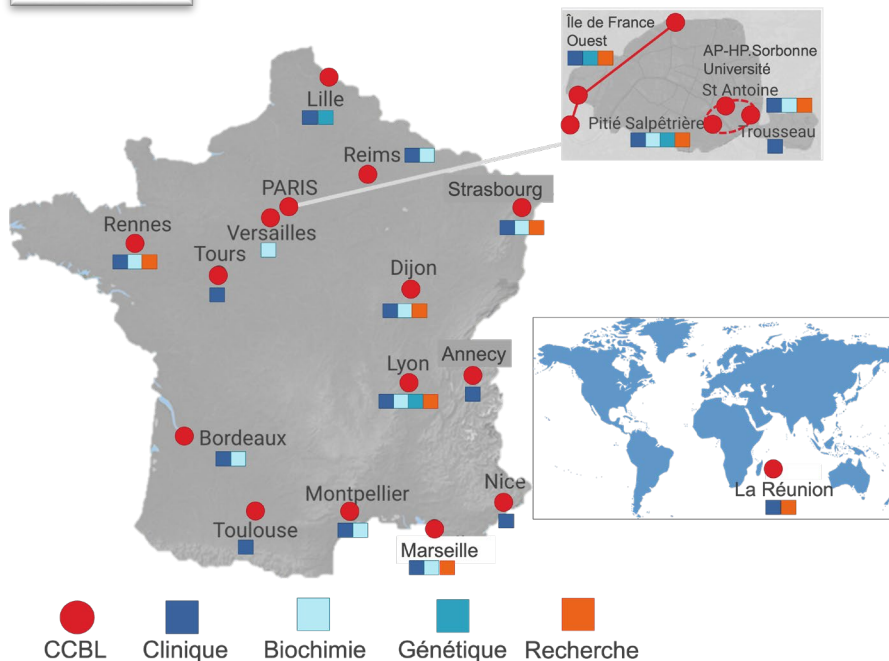 Île de France
Ouest
AP-HP.Sorbonne
Université
St Antoine
Pitié Salpêtrière
Trousseau
Lille
Reims
PARIS
Strasbourg
Versailles
Rennes
Tours
Dijon
Annecy
Lyon
Bordeaux
Nice
Montpellier
Toulouse
Marseille
La Réunion
CCBL
Clinique
Biochimie
Génétique
Recherche